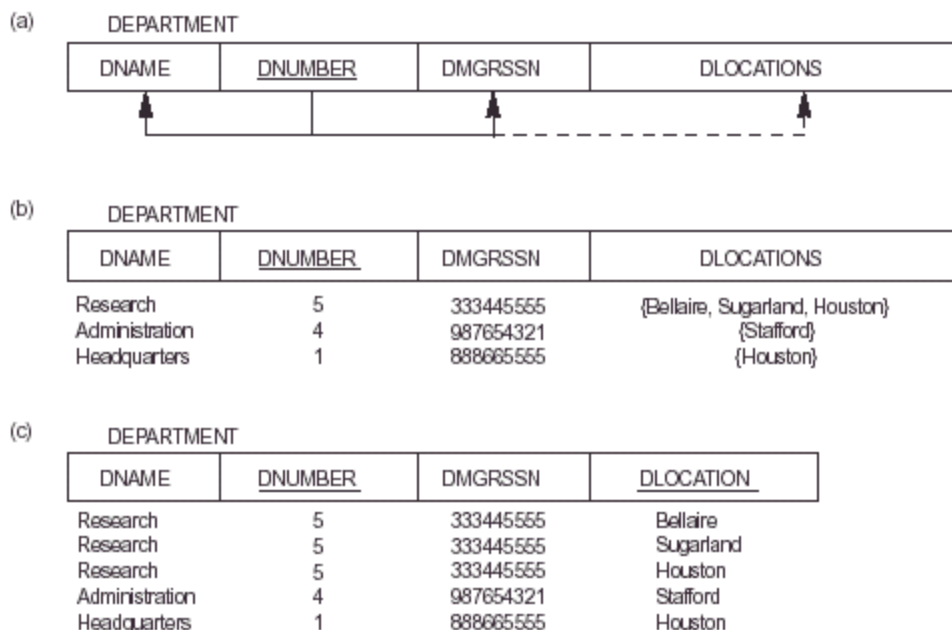 (a) DEPARTMENT
DNAME DNUMBER DMGRSSN DLOCATIONS
(b) DEPARTMENT
DNAME DNUMBER DMGRSSN DLOCATIONS
Research 5 333445555 {Bellaire, Sugarland, Houston}
Administration 4 987654321 {Stafford}
Headquarters 1 888665555 {Houston}
(c) DEPARTMENT
DNAME DNUMBER DMGRSSN DLOCATION
Research 5 333445555 Bellaire
Research 5 333445555 Sugarland
Research 5 333445555 Houston
Administration 4 987654321 Stafford
Headquarters 1 888665555 Houston